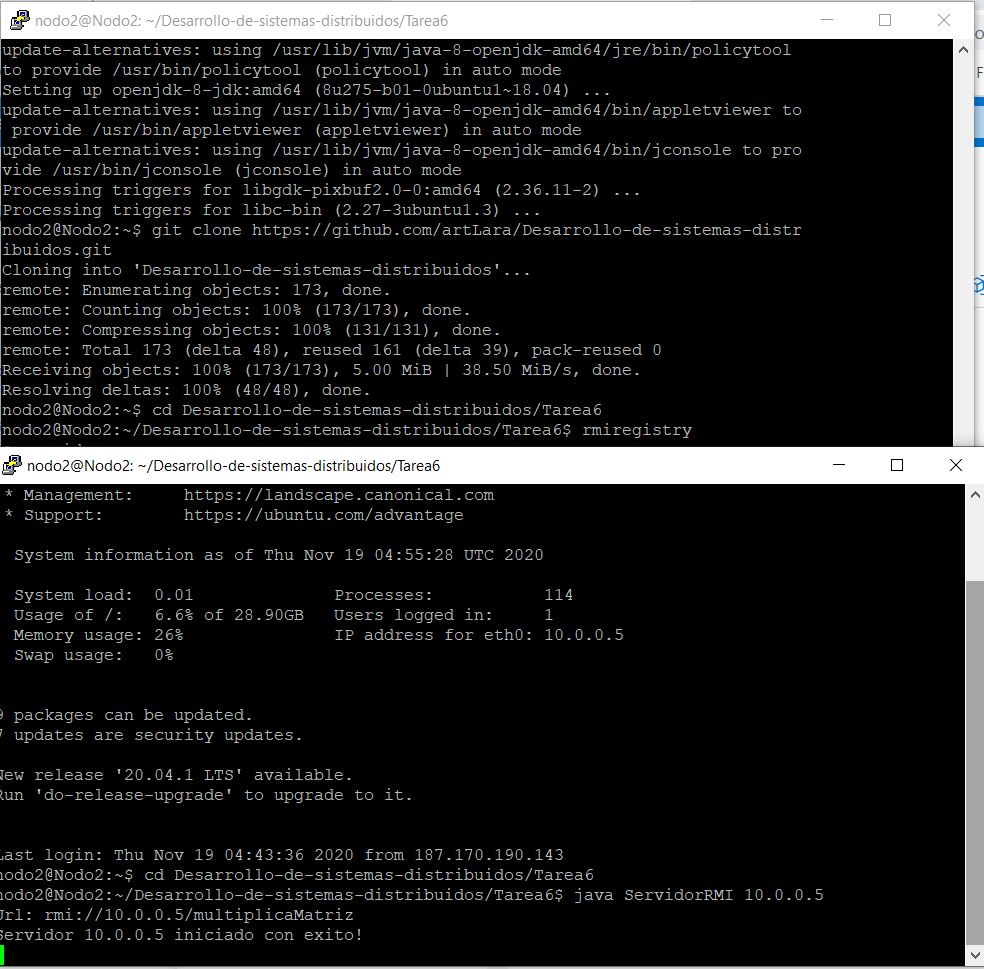 nodo2@Nodo2: ~/Desarrollo-de-sistemas-distribuidos/Tarea6
update-alternatives: using /usr/lib/jvm/java-8-openjdk-amd64/jre/bin/policytool
to provide /usr/bin/policytool (policytool) in auto mode
Setting up openjdk-8-jdk:amd64 (8u275-b01-0ubuntu1~18.04) ...
update-alternatives: using /usr/lib/jvm/java-8-openjdk-amd64/bin/appletviewer to
 provide /usr/bin/appletviewer (appletviewer) in auto mode
update-alternatives: using /usr/lib/jvm/java-8-openjdk-amd64/bin/jconsole to pro
vide /usr/bin/jconsole (jconsole) in auto mode
Processing triggers for libgdk-pixbuf2.0-0:amd64 (2.36.11-2) ...
Processing triggers for libc-bin (2.27-3ubuntu1.3) ...
nodo2@Nodo2:~$ git clone https://github.com/artLara/Desarrollo-de-sistemas-distr
ibuidos.git
Cloning into 'Desarrollo-de-sistemas-distribuidos'...
remote: Enumerating objects: 173, done.
remote: Counting objects: 100% (173/173), done.
remote: Compressing objects: 100% (131/131), done.
remote: Total 173 (delta 48), reused 161 (delta 39), pack-reused 0
Receiving objects: 100% (173/173), 5.00 MiB | 38.50 MiB/s, done.
Resolving deltas: 100% (48/48), done.
nodo2@Nodo2:~$ cd Desarrollo-de-sistemas-distribuidos/Tarea6
nodo2@Nodo2:~/Desarrollo-de-sistemas-distribuidos/Tarea6$ rmiregistry
nodo2@Nodo2: ~/Desarrollo-de-sistemas-distribuidos/Tarea6
* Management:     https://landscape.canonical.com
* Support:        https://ubuntu.com/advantage
System information as of Thu Nov 19 04:55:28 UTC 2020
System load:  0.01              Processes:           114
Usage of /:   6.6% of 28.90GB   Users logged in:     1
Memory usage: 26%               IP address for eth0: 10.0.0.5
Swap usage:   0%
9 packages can be updated.
7 updates are security updates.
New release '20.04.1 LTS' available.
Run 'do-release-upgrade' to upgrade to it.
Last login: Thu Nov 19 04:43:36 2020 from 187.170.190.143
nodo2@Nodo2:~$ cd Desarrollo-de-sistemas-distribuidos/Tarea6
nodo2@Nodo2:~/Desarrollo-de-sistemas-distribuidos/Tarea6$ java ServidorRMI 10.0.0.5
Url: rmi://10.0.0.5/multiplicaMatriz
Servidor 10.0.0.5 iniciado con exito!